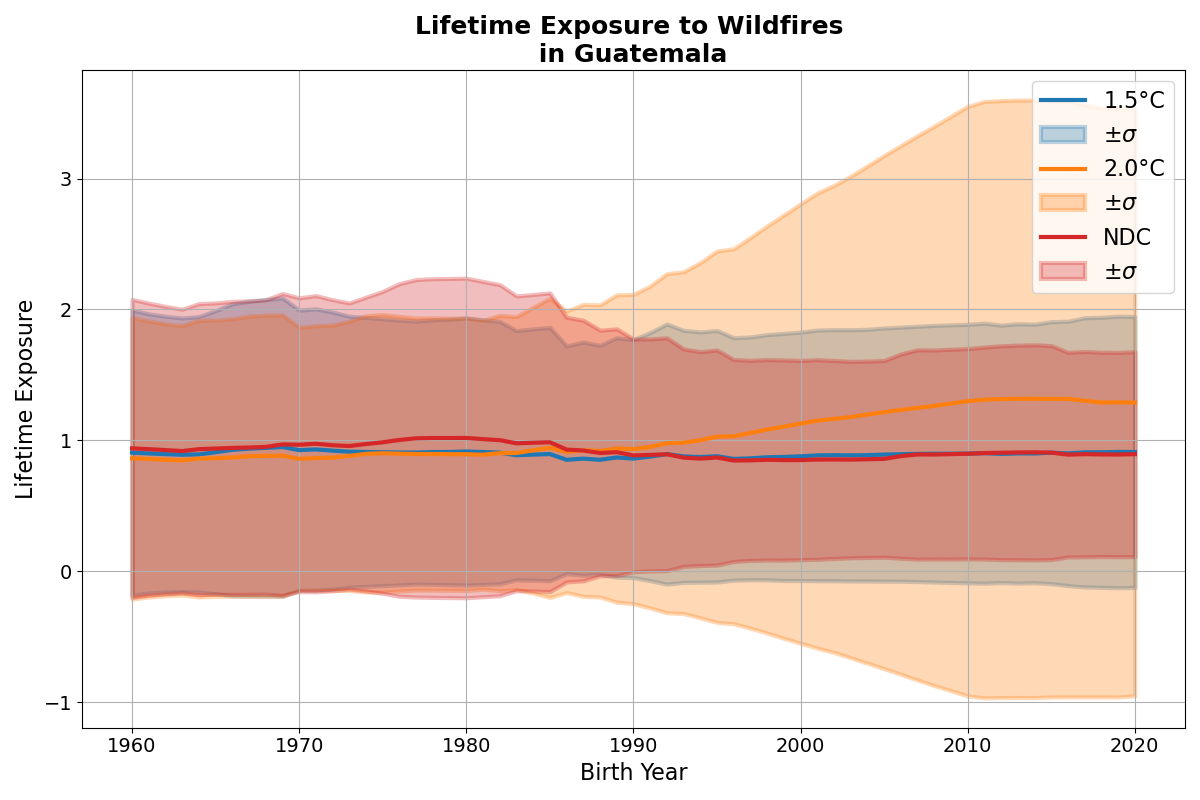 Lifetime Exposure to Wildfires
in Guatemala
Lifetime Exposure
3
2
1
0
−1
1960 1970 1980 1990 2000 2010 2020
Birth Year
1.5°C
±σ
2.0°C
±σ
NDC
±σ